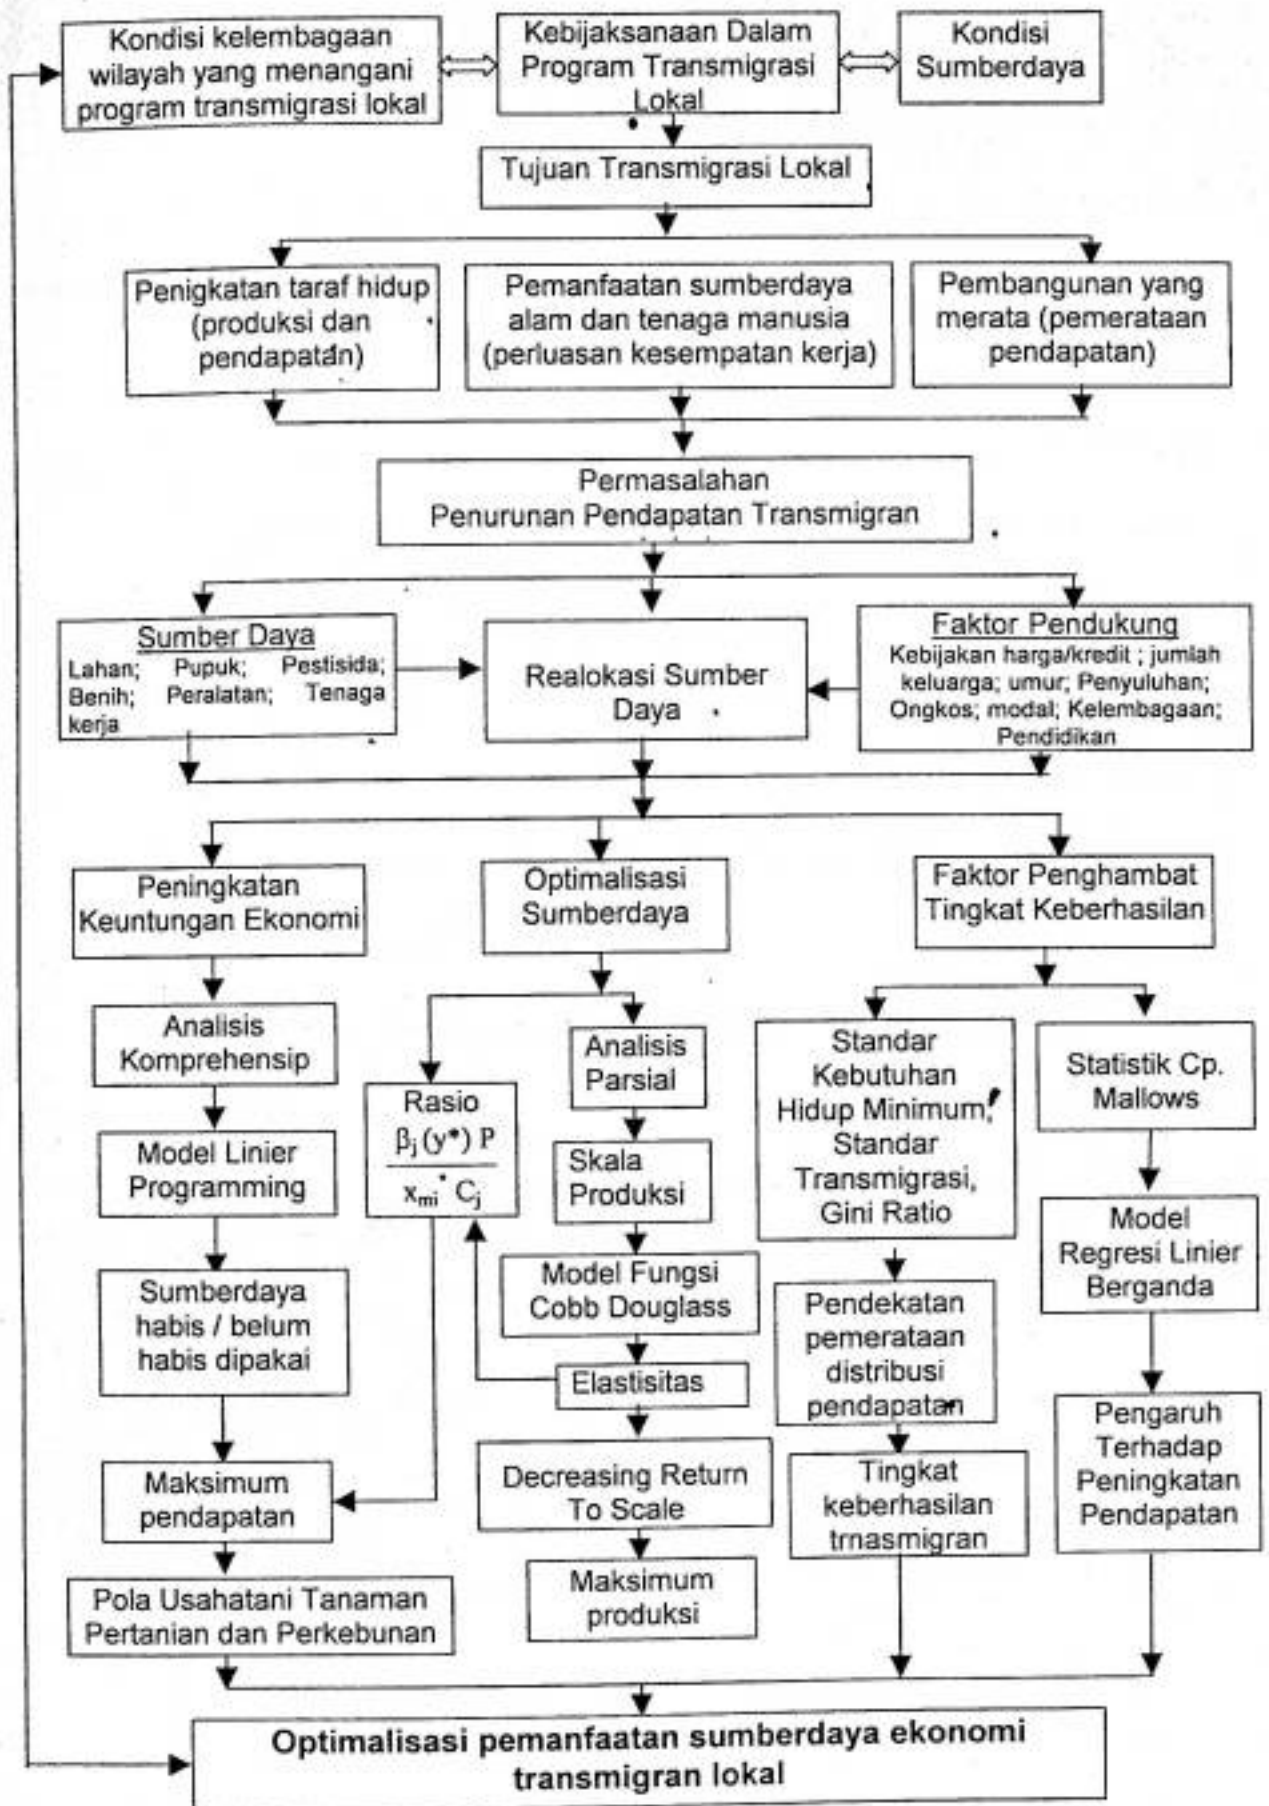 Kondisi kelembagaan
wilayah yang menangani
program transmigrasi lokal
Kebijaksanaan Dalam
Program Transmigrasi
Lokal
Kondisi
Sumberdaya
Tujuan Transmigrasi Lokal
Penigkatan taraf hidup
(produksi dan
pendapatan)
Pemanfaatan sumberdaya
alam dan tenaga manusia
(perluasan kesempatan kerja)
Pembangunan yang
merata (pemerataan
pendapatan)
Permasalahan
Penurunan Pendapatan Transmigran
Sumber Daya
Lahan; Pupuk; Pestisida;
Benih; Peralatan; Tenaga
kerja
Realokasi Sumber
Daya
Faktor Pendukung
Kebijakan harga/kredit ; jumlah
keluarga; umur; Penyuluhan;
Ongkos; modal; Kelembagaan;
Pendidikan
Peningkatan
Keuntungan Ekonomi
Optimalisasi
Sumberdaya
Faktor Penghambat
Tingkat Keberhasilan
Analisis
Komprehensip
Model Linier
Programming
Sumberdaya
habis / belum
habis dipakai
Maksimum
pendapatan
Pola Usahatani Tanaman
Pertanian dan Perkebunan
Rasio
βj (y*) P
xmi* Cj
Analisis
Parsial
Skala
Produksi
Model Fungsi
Cobb Douglass
Elastisitas
Decreasing Return
To Scale
Maksimum
produksi
Standar
Kebutuhan
Hidup Minimum,
Standar
Transmigrasi,
Gini Ratio
Pendekatan
pemerataan
distribusi
pendapatan
Tingkat
keberhasilan
trnasmigran
Statistik Cp.
Mallows
Model
Regresi Linier
Berganda
Pengaruh
Terhadap
Peningkatan
Pendapatan
Optimalisasi pemanfaatan sumberdaya ekonomi
transmigran lokal